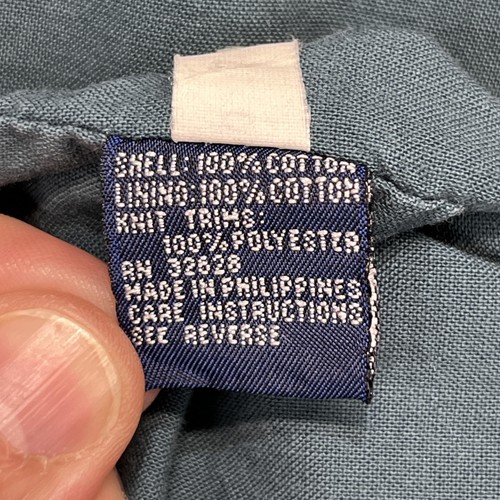 SHELL: 100% COTTON
LINING: 100% COTTON
KNIT TRIMS:
100% POLYESTER
RN 32628
MADE IN PHILIPPINES
CARE INSTRUCTIONS
SEE REVERSE